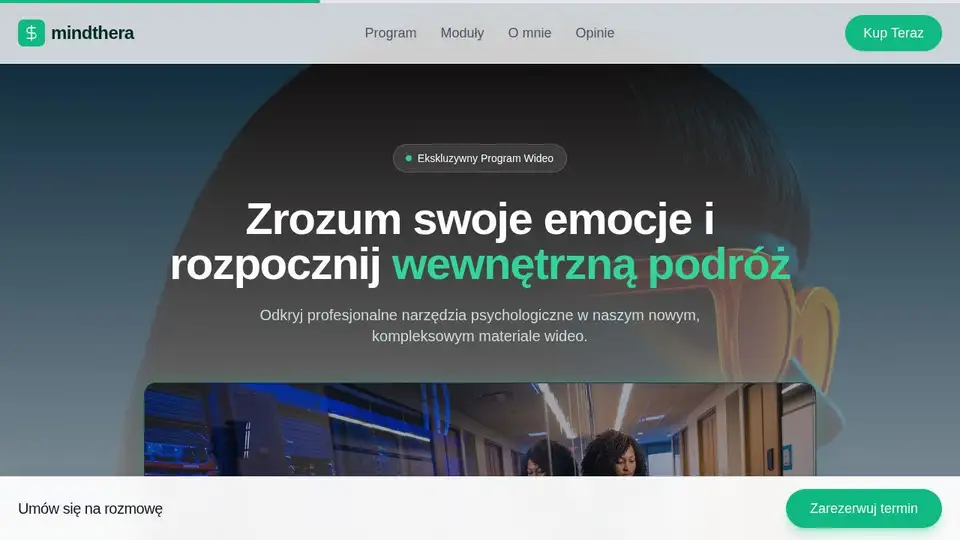 mindthera
Program
Moduły
O mnie
Opinie
Kup Teraz
Ekskluzywny Program Wideo
Zrozum swoje emocje i
rozpocznij wewnętrzną podróż
Odkryj profesjonalne narzędzia psychologiczne w naszym nowym,
kompleksowym materiale wideo.
Umów się na rozmowę
Zarezerwuj termin